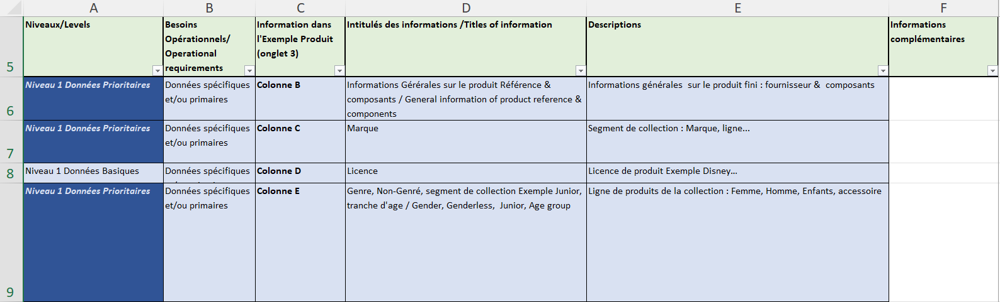 A B C D E F
5
Niveaux/Levels
Besoins
Opérationnels/
Operational
requirements
Information dans
l'Exemple Produit
(onglet 3)
Intitulés des informations /Titles of information
Descriptions
Informations
complémentaires
6
Niveau 1 Données Prioritaires
Données spécifiques
et/ou primaires
Colonne B
Informations Gérérales sur le produit Référence &
composants / General information of product reference &
components
Informations générales  sur le produit fini : fournisseur &  composants
7
Niveau 1 Données Prioritaires
Données spécifiques
et/ou primaires
Colonne C
Marque
Segment de collection : Marque, ligne...
8
Niveau 1 Données Basiques
Données spécifiques
Colonne D
Licence
Licence de produit Exemple Disney...
9
Niveau 1 Données Prioritaires
Données spécifiques
et/ou primaires
Colonne E
Genre, Non-Genré, segment de collection Exemple Junior,
tranche d'age / Gender, Genderless,  Junior, Age group
Ligne de produits de la collection : Femme, Homme, Enfants, accessoire